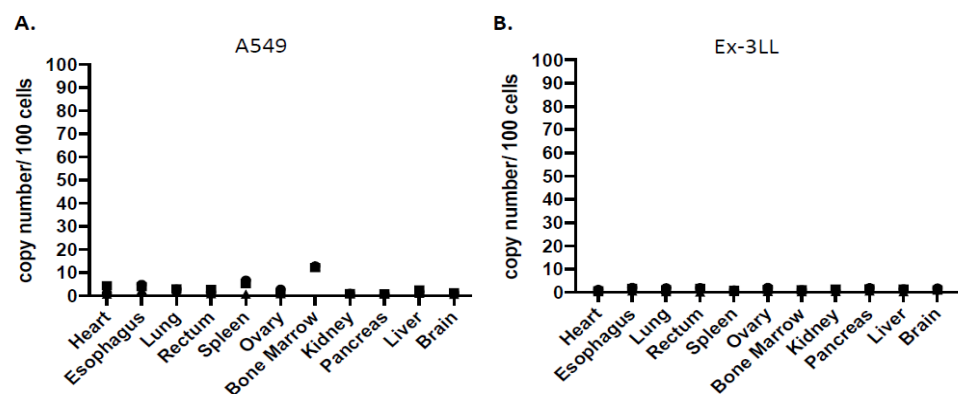 A.
A549
copy number/ 100 cells
100
90
80
70
60
50
40
30
20
10
0
Heart
Esophagus
Lung
Rectum
Spleen
Ovary
Bone Marrow
Kidney
Pancreas
Liver
Brain
B.
Ex-3LL
copy number/ 100 cells
100
90
80
70
60
50
40
30
20
10
0
Heart
Esophagus
Lung
Rectum
Spleen
Ovary
Bone Marrow
Kidney
Pancreas
Liver
Brain